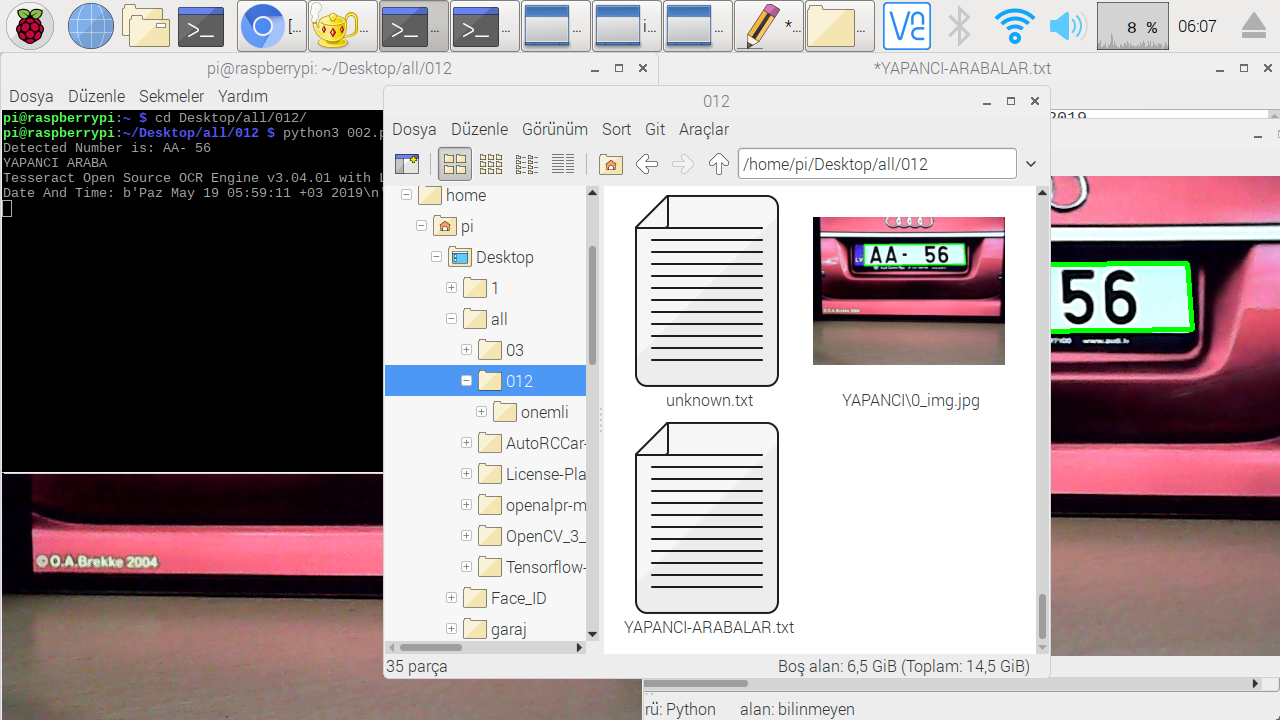 [...
...
...
...
...
i...
...
*...
...
8 %
06:07
pi@raspberrypi: ~/Desktop/all/012
Dosya Düzenle Sekmeler Yardım
pi@raspberrypi:~ $ cd Desktop/all/012/
pi@raspberrypi:~/Desktop/all/012 $ python3 002.p
Detected Number is: AA- 56
YAPANCI ARABA
Tesseract Open Source OCR Engine v3.04.01 with L
Date And Time: b'Paz May 19 05:59:11 +03 2019\n'
© O.A.Brekke 2004
*YAPANCI-ARABALAR.txt
2019
012
Dosya Düzenle Görünüm Sort Git Araçlar
/home/pi/Desktop/all/012
home
pi
Desktop
1
all
03
012
onemli
AutoRCCar-
License-Pla
openalpr-m
OpenCV_3_
Tensorflow-
Face_ID
garaj
AA- 56
unknown.txt
YAPANCI\0_img.jpg
YAPANCI-ARABALAR.txt
35 parça
Boş alan: 6,5 GiB (Toplam: 14,5 GiB)
56
www.audi.lv
rü: Python alan: bilinmeyen